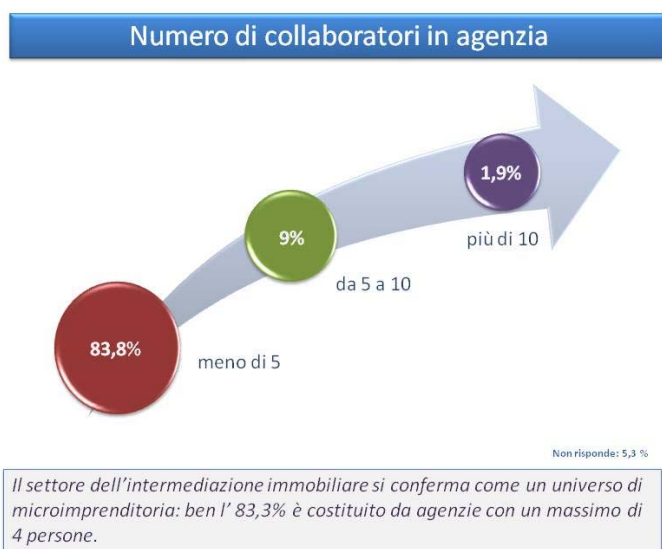 Numero di collaboratori in agenzia
1,9%
9%
più di 10
da 5 a 10
83,8%
meno di 5
Non risponde: 5,3 %
Il settore dell'intermediazione immobiliare si conferma come un universo di
microimprenditoria: ben l' 83,3% è costituito da agenzie con un massimo di
4 persone.